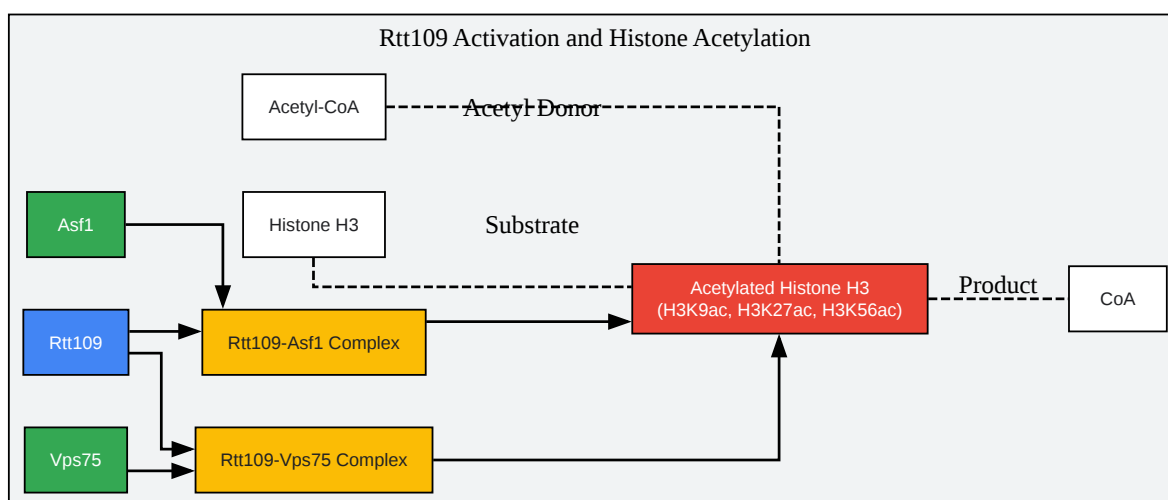 Rtt109 Activation and Histone Acetylation
Acetyl-CoA
Acetyl Donor
Asf1
Histone H3
Substrate
Acetylated Histone H3
(H3K9ac, H3K27ac, H3K56ac)
Product
CoA
Rtt109
Rtt109-Asf1 Complex
Vps75
Rtt109-Vps75 Complex